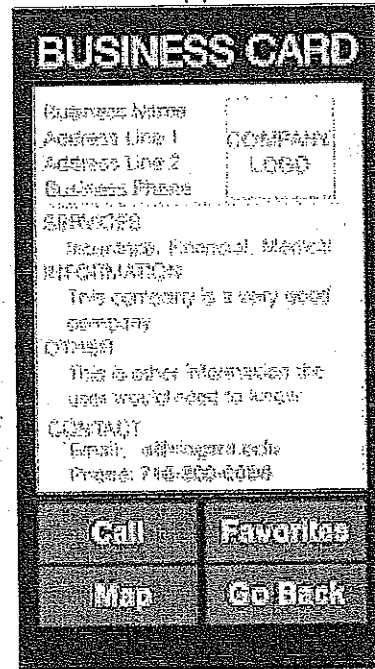 BUSINESS CARD
Business Name
Address Line 1
Address Line 2
Business Phone
COMPANY
LOGO
SERVICES
Insurance, Financial, Medical
INFORMATION
This company is a very good
company
OTHER
This is other information the
user would need to know
CONTACT
Email:
Phone:
Call
Favorites
Map
Go Back